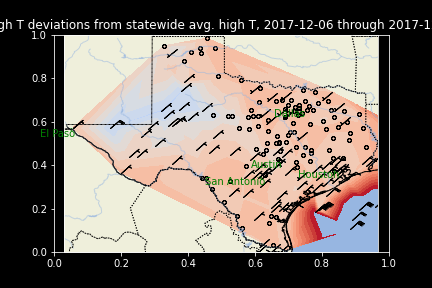 gh T deviations from statewide avg. high T, 2017-12-06 through 2017-1
1.0
0.8
0.6
0.4
0.2
0.0
El Paso
Dallas
Austin
Houston
San Antonio
0.0 0.2 0.4 0.6 0.8 1.0